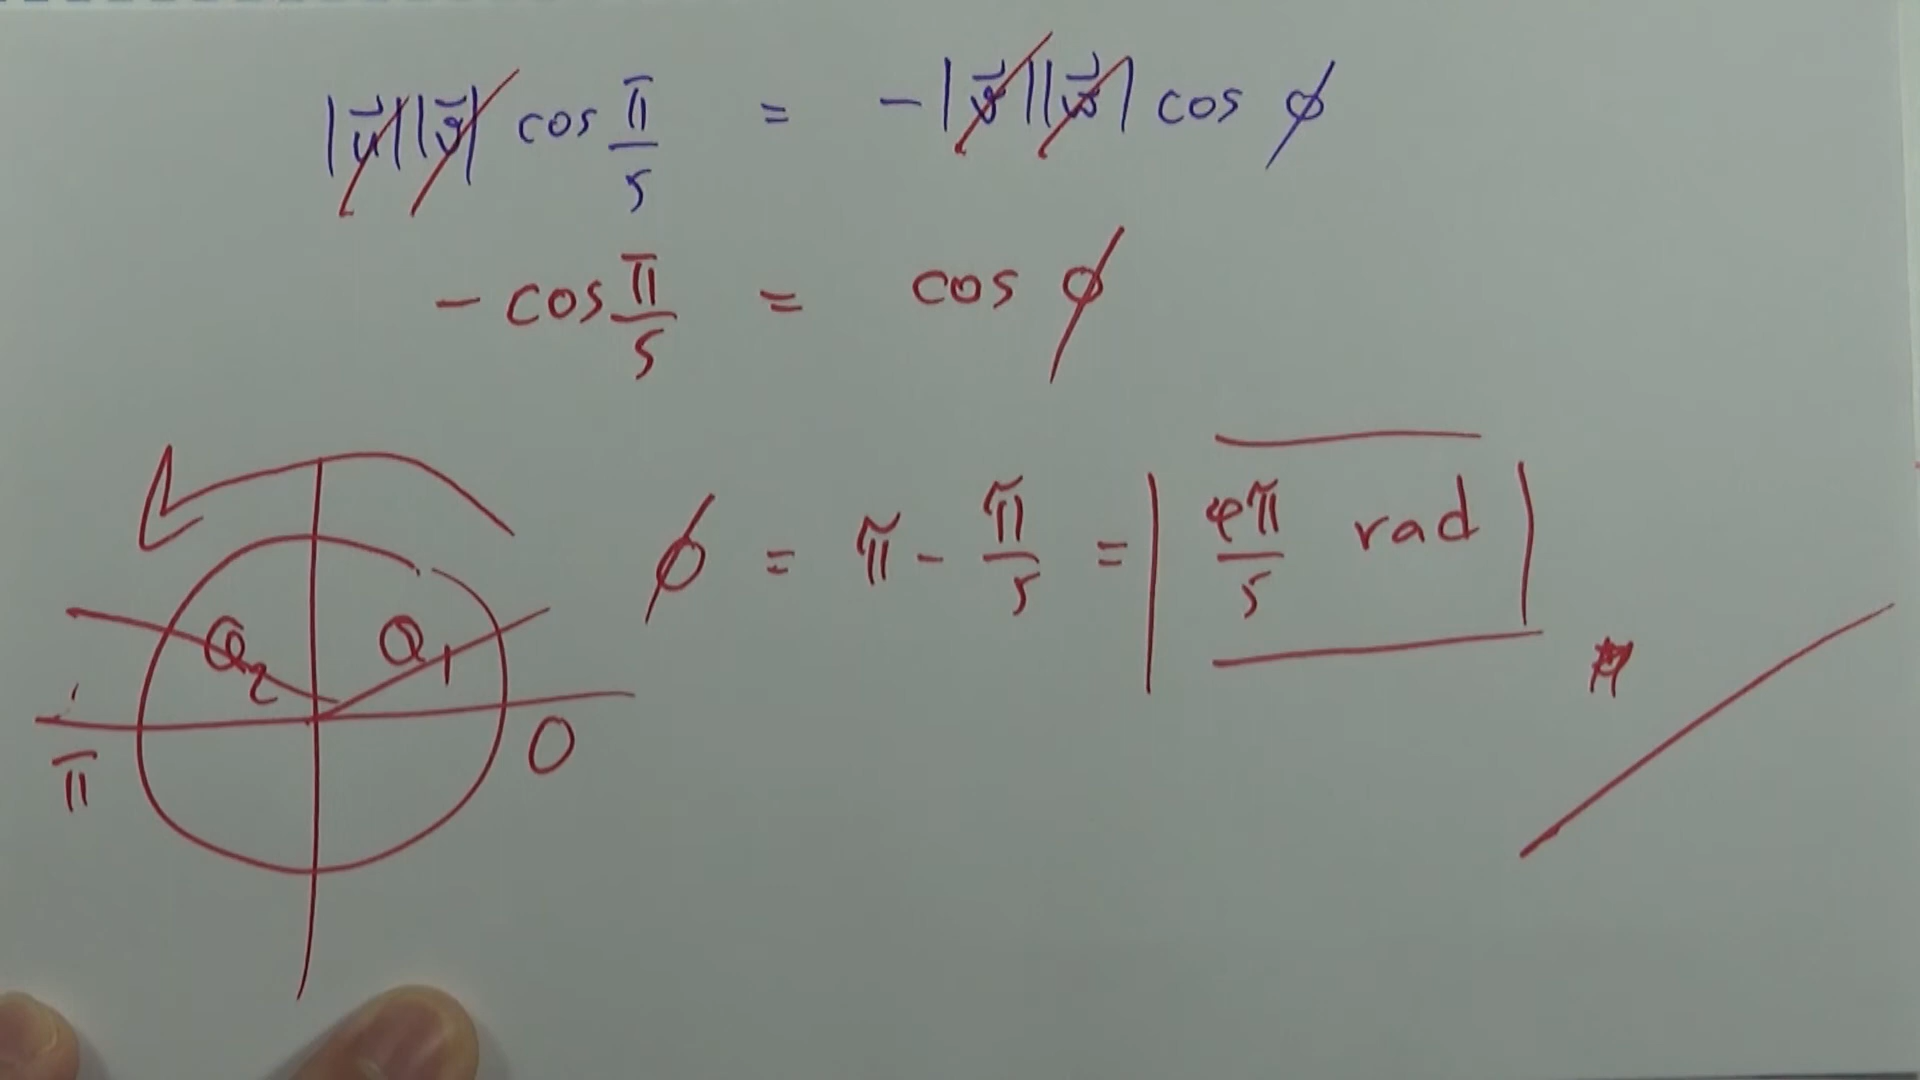 |u⃗||v⃗| cos π/5 = -|v⃗||w⃗| cos ϕ
- cos π/5 = cos ϕ
ϕ = π - π/5 = 4π/5 rad
Q₂ Q₁
π 0